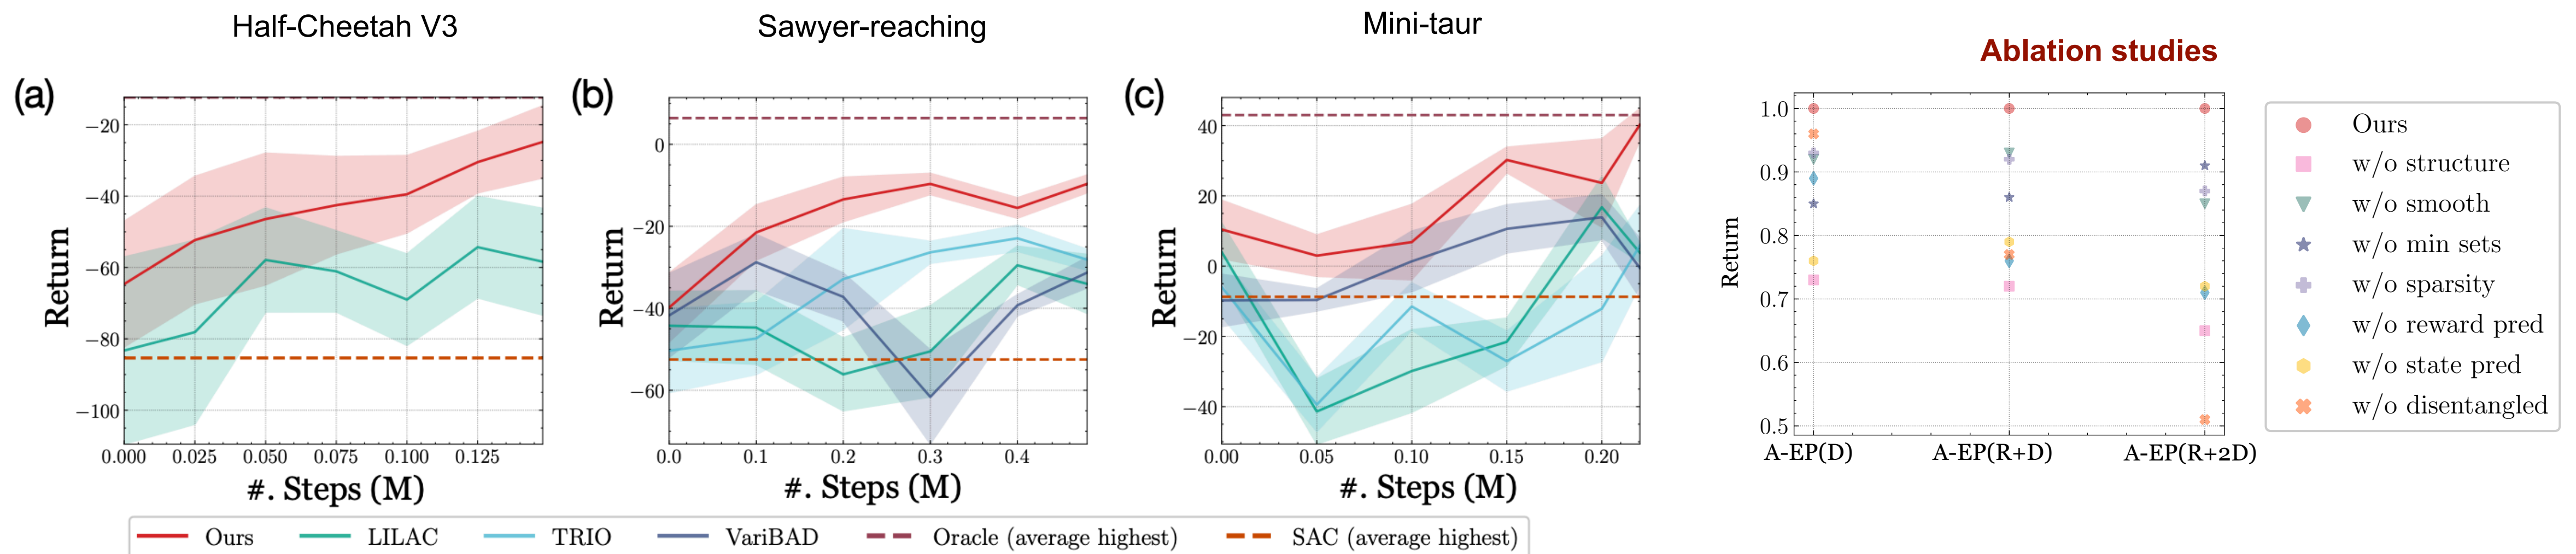 Half-Cheetah V3
(a)
Return
−20
−40
−60
−80
−100
0.000 0.025 0.050 0.075 0.100 0.125
#. Steps (M)
Sawyer-reaching
(b)
Return
0
−20
−40
−60
0.0 0.1 0.2 0.3 0.4
#. Steps (M)
Mini-taur
(c)
Return
40
20
0
−20
−40
0.00 0.05 0.10 0.15 0.20
#. Steps (M)
Ours LILAC TRIO VariBAD Oracle (average highest) SAC (average highest)
Ablation studies
Return
1.0
0.9
0.8
0.7
0.6
0.5
A-EP(D) A-EP(R+D) A-EP(R+2D)
Ours
w/o structure
w/o smooth
w/o min sets
w/o sparsity
w/o reward pred
w/o state pred
w/o disentangled